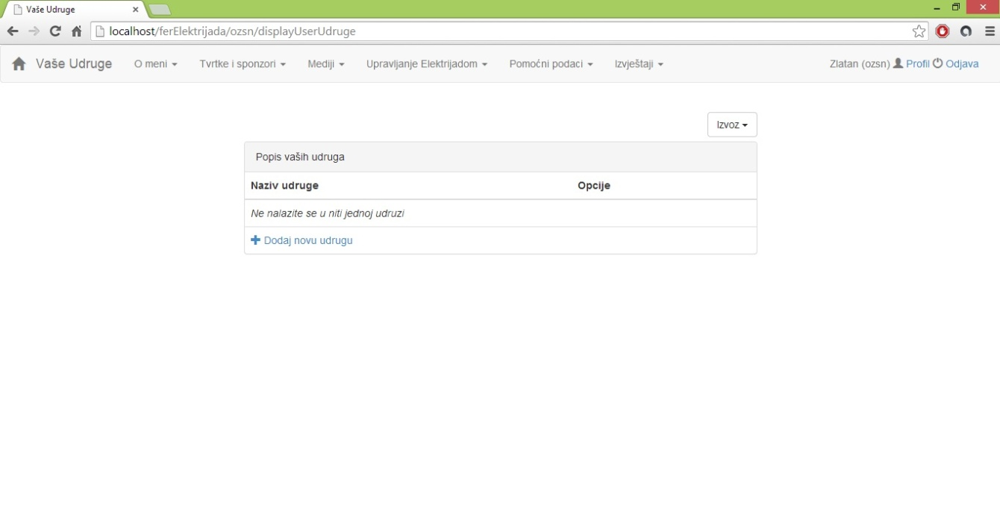 Vaše Udruge
localhost/ferElektrijada/ozsn/displayUserUdruge
Vaše Udruge O meni Tvrtke i sponzori Mediji Upravljanje Elektrijadom Pomoćni podaci Izvještaji Zlatan (ozsn) Profil Odjava
Izvoz
Popis vaših udruga
Naziv udruge Opcije
Ne nalazite se u niti jednoj udruzi
Dodaj novu udrugu